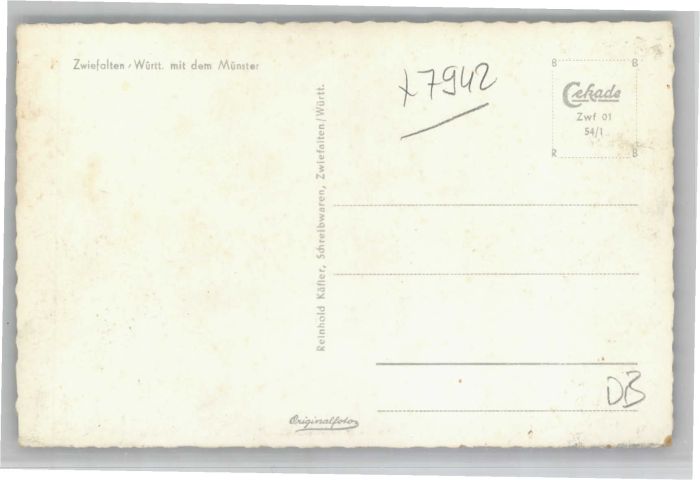 Zwiefalten, Württ. mit dem Münster
x7942
B B
Cekade
Zwf 01
54/1
R B
Reinhold Käfler, Schreibwaren, Zwiefalten/Württ.
DB
Originalfoto